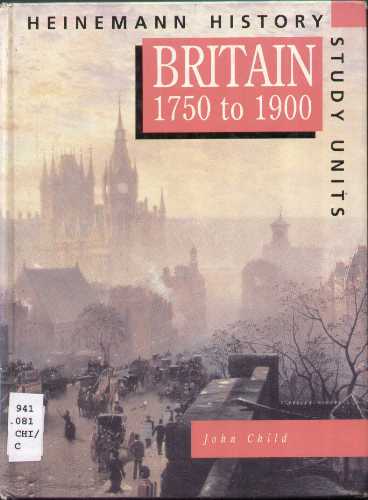 HEINEMANN HISTORY
STUDY UNITS
BRITAIN
1750 to 1900
941
.081
CHI/
C
John Child